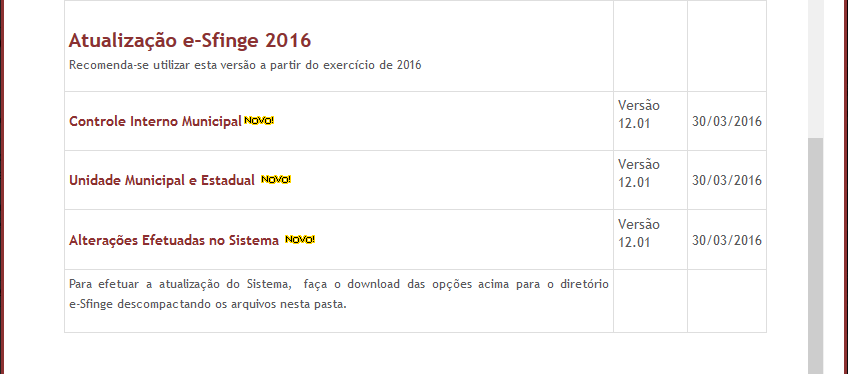 Atualização e-Sfinge 2016
Recomenda-se utilizar esta versão a partir do exercício de 2016
Controle Interno Municipal NOVO!
Versão
12.01
30/03/2016
Unidade Municipal e Estadual NOVO!
Versão
12.01
30/03/2016
Alterações Efetuadas no Sistema NOVO!
Versão
12.01
30/03/2016
Para efetuar a atualização do Sistema, faça o download das opções acima para o diretório
e-Sfinge descompactando os arquivos nesta pasta.